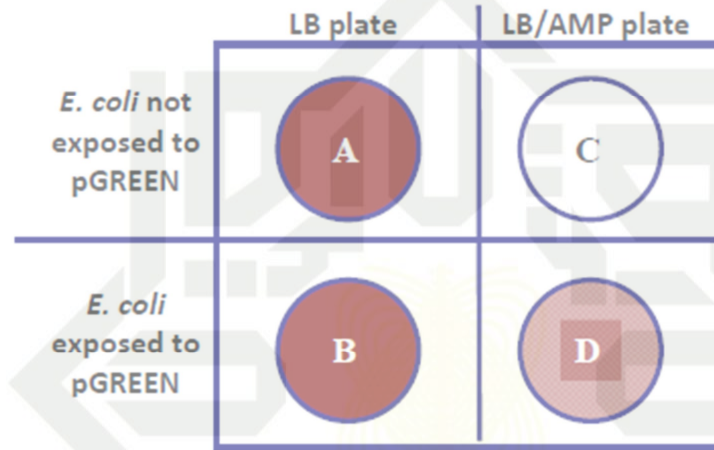 LB plate LB/AMP plate
E. coli not
exposed to
pGREEN
A C
E. coli
exposed to
pGREEN
B D